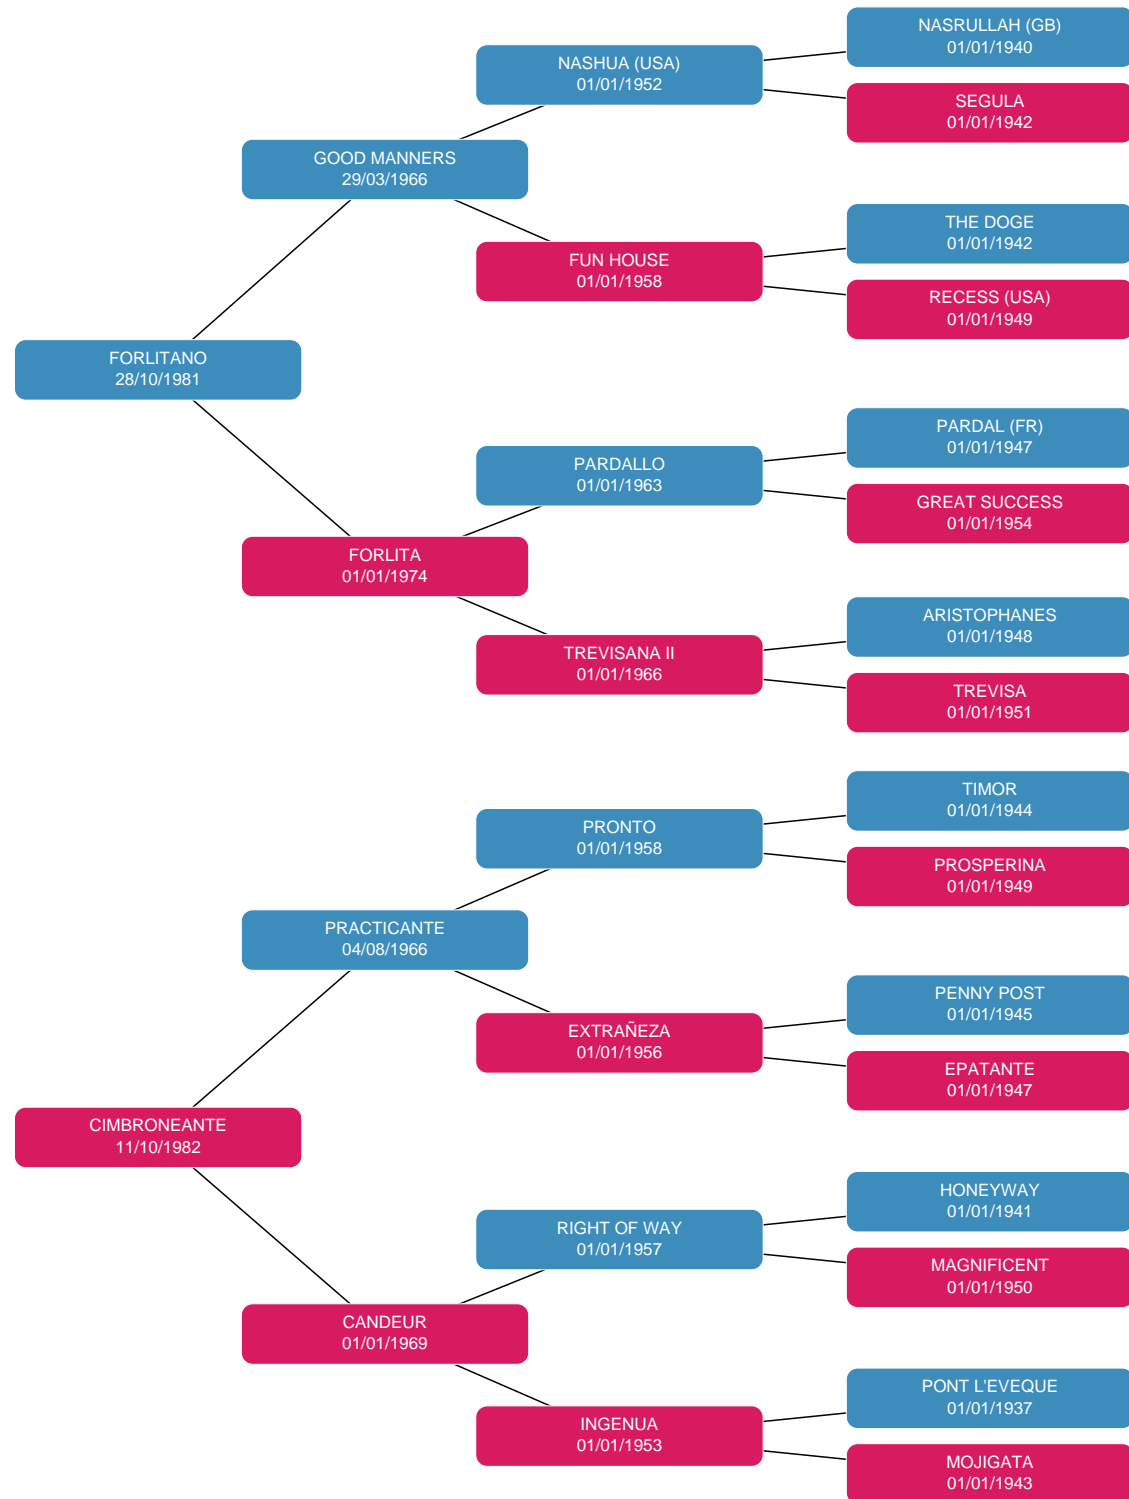 NASRULLAH (GB)
01/01/1940
NASHUA (USA)
01/01/1952
SEGULA
01/01/1942
GOOD MANNERS
29/03/1966
THE DOGE
01/01/1942
FUN HOUSE
01/01/1958
RECESS (USA)
01/01/1949
FORLITANO
28/10/1981
PARDAL (FR)
01/01/1947
PARDALLO
01/01/1963
GREAT SUCCESS
01/01/1954
FORLITA
01/01/1974
ARISTOPHANES
01/01/1948
TREVISANA II
01/01/1966
TREVISA
01/01/1951
TIMOR
01/01/1944
PRONTO
01/01/1958
PROSPERINA
01/01/1949
PRACTICANTE
04/08/1966
PENNY POST
01/01/1945
EXTRAÑEZA
01/01/1956
EPATANTE
01/01/1947
CIMBRONEANTE
11/10/1982
HONEYWAY
01/01/1941
RIGHT OF WAY
01/01/1957
MAGNIFICENT
01/01/1950
CANDEUR
01/01/1969
PONT L'EVEQUE
01/01/1937
INGENUA
01/01/1953
MOJIGATA
01/01/1943